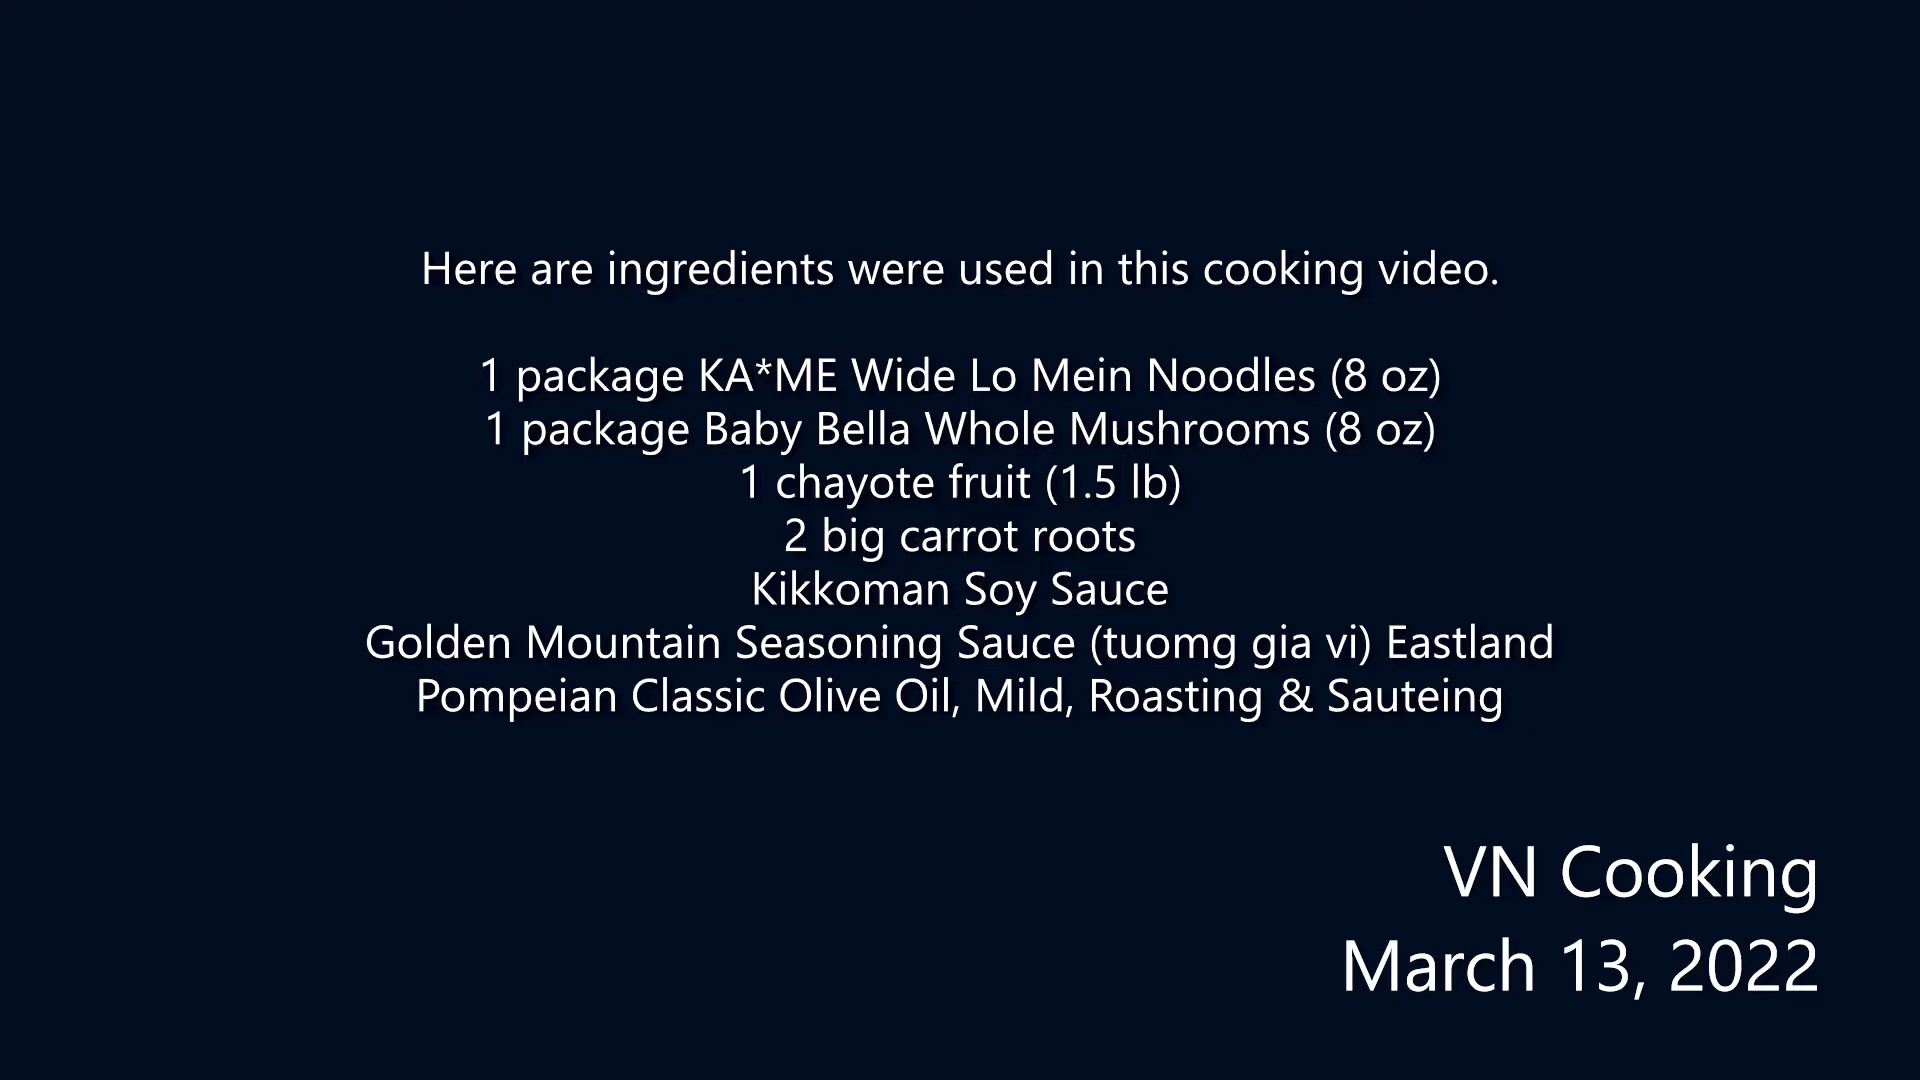 Here are ingredients were used in this cooking video.
1 package KA*ME Wide Lo Mein Noodles (8 oz)
1 package Baby Bella Whole Mushrooms (8 oz)
1 chayote fruit (1.5 lb)
2 big carrot roots
Kikkoman Soy Sauce
Golden Mountain Seasoning Sauce (tuomg gia vi) Eastland
Pompeian Classic Olive Oil, Mild, Roasting & Sauteing
VN Cooking
March 13, 2022